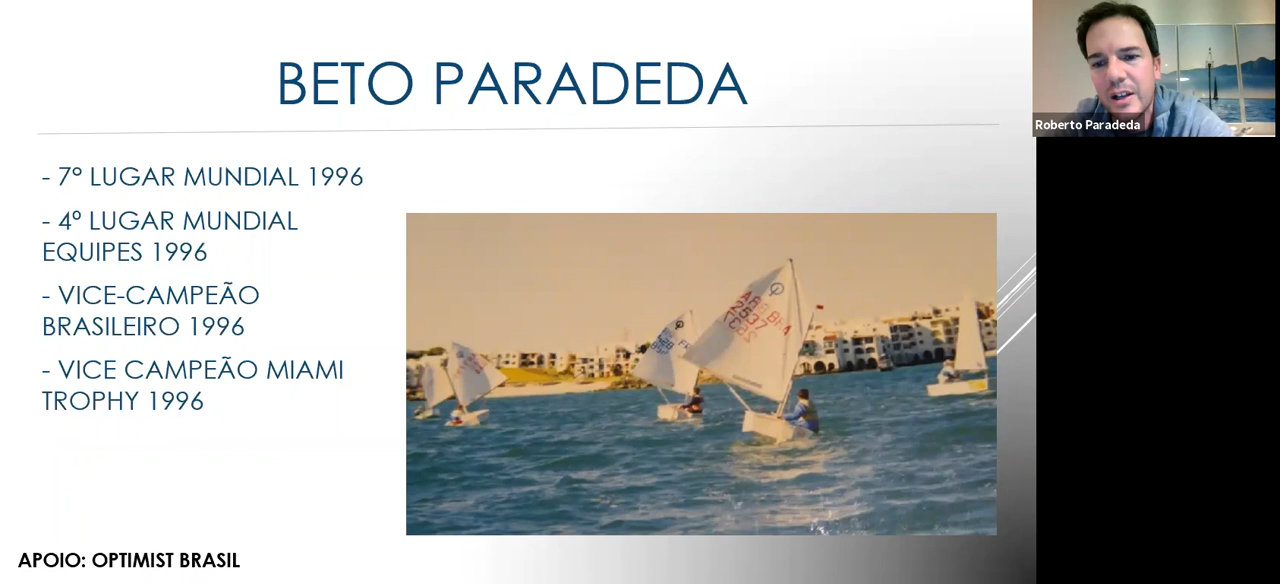 BETO PARADEDA
Roberto Paradeda
- 7º LUGAR MUNDIAL 1996
- 4º LUGAR MUNDIAL
EQUIPES 1996
- VICE-CAMPEÃO
BRASILEIRO 1996
- VICE CAMPEÃO MIAMI
TROPHY 1996
APOIO: OPTIMIST BRASIL